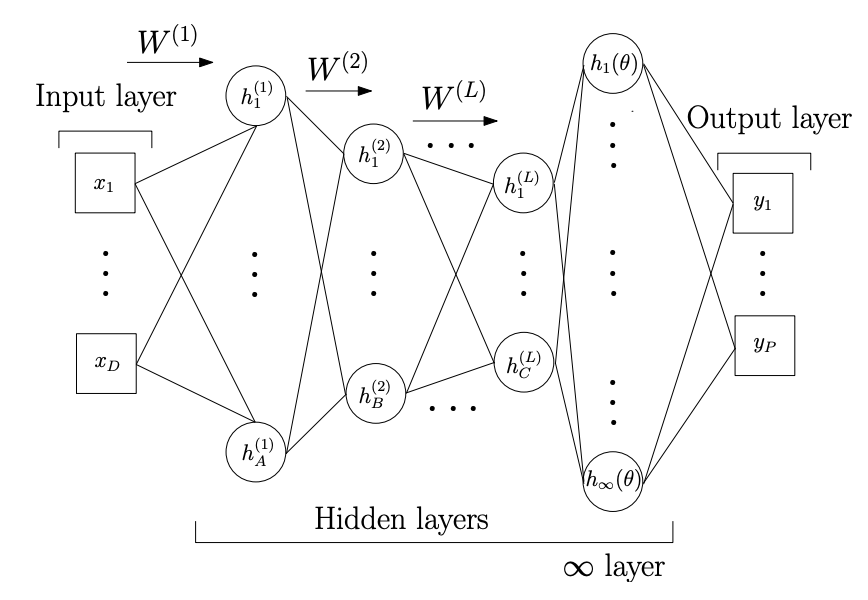 W^{(1)}
W^{(2)}
W^{(L)}
Input layer
Output layer
x_1
⋮
x_D
h_1^{(1)}
⋮
h_A^{(1)}
h_1^{(2)}
⋮
h_B^{(2)}
· · ·
· · ·
h_1^{(L)}
⋮
h_C^{(L)}
h_1(θ)
⋮
⋮
⋮
h_∞(θ)
y_1
⋮
y_P
Hidden layers
∞ layer